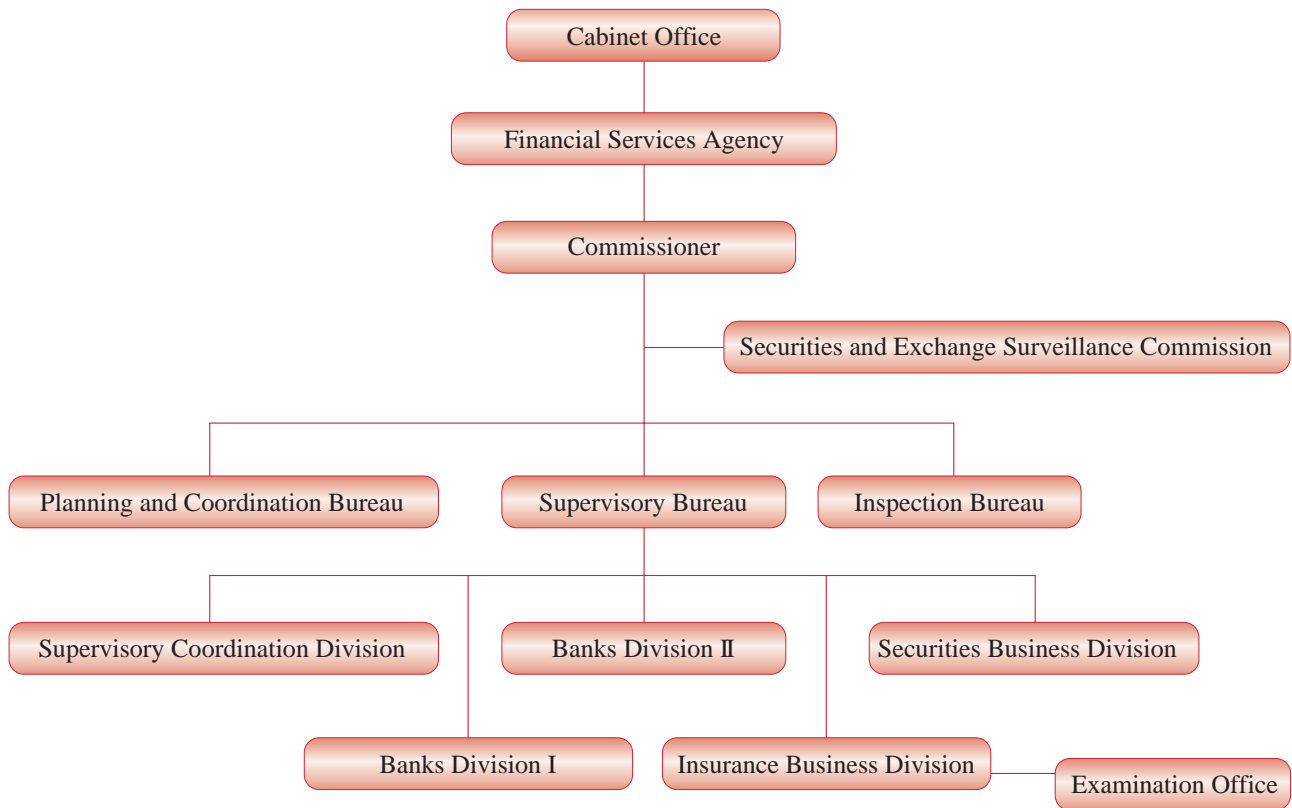 Cabinet Office
Financial Services Agency
Commissioner
Securities and Exchange Surveillance Commission
Planning and Coordination Bureau
Supervisory Bureau
Inspection Bureau
Supervisory Coordination Division
Banks Division Ⅱ
Securities Business Division
Banks Division I
Insurance Business Division
Examination Office